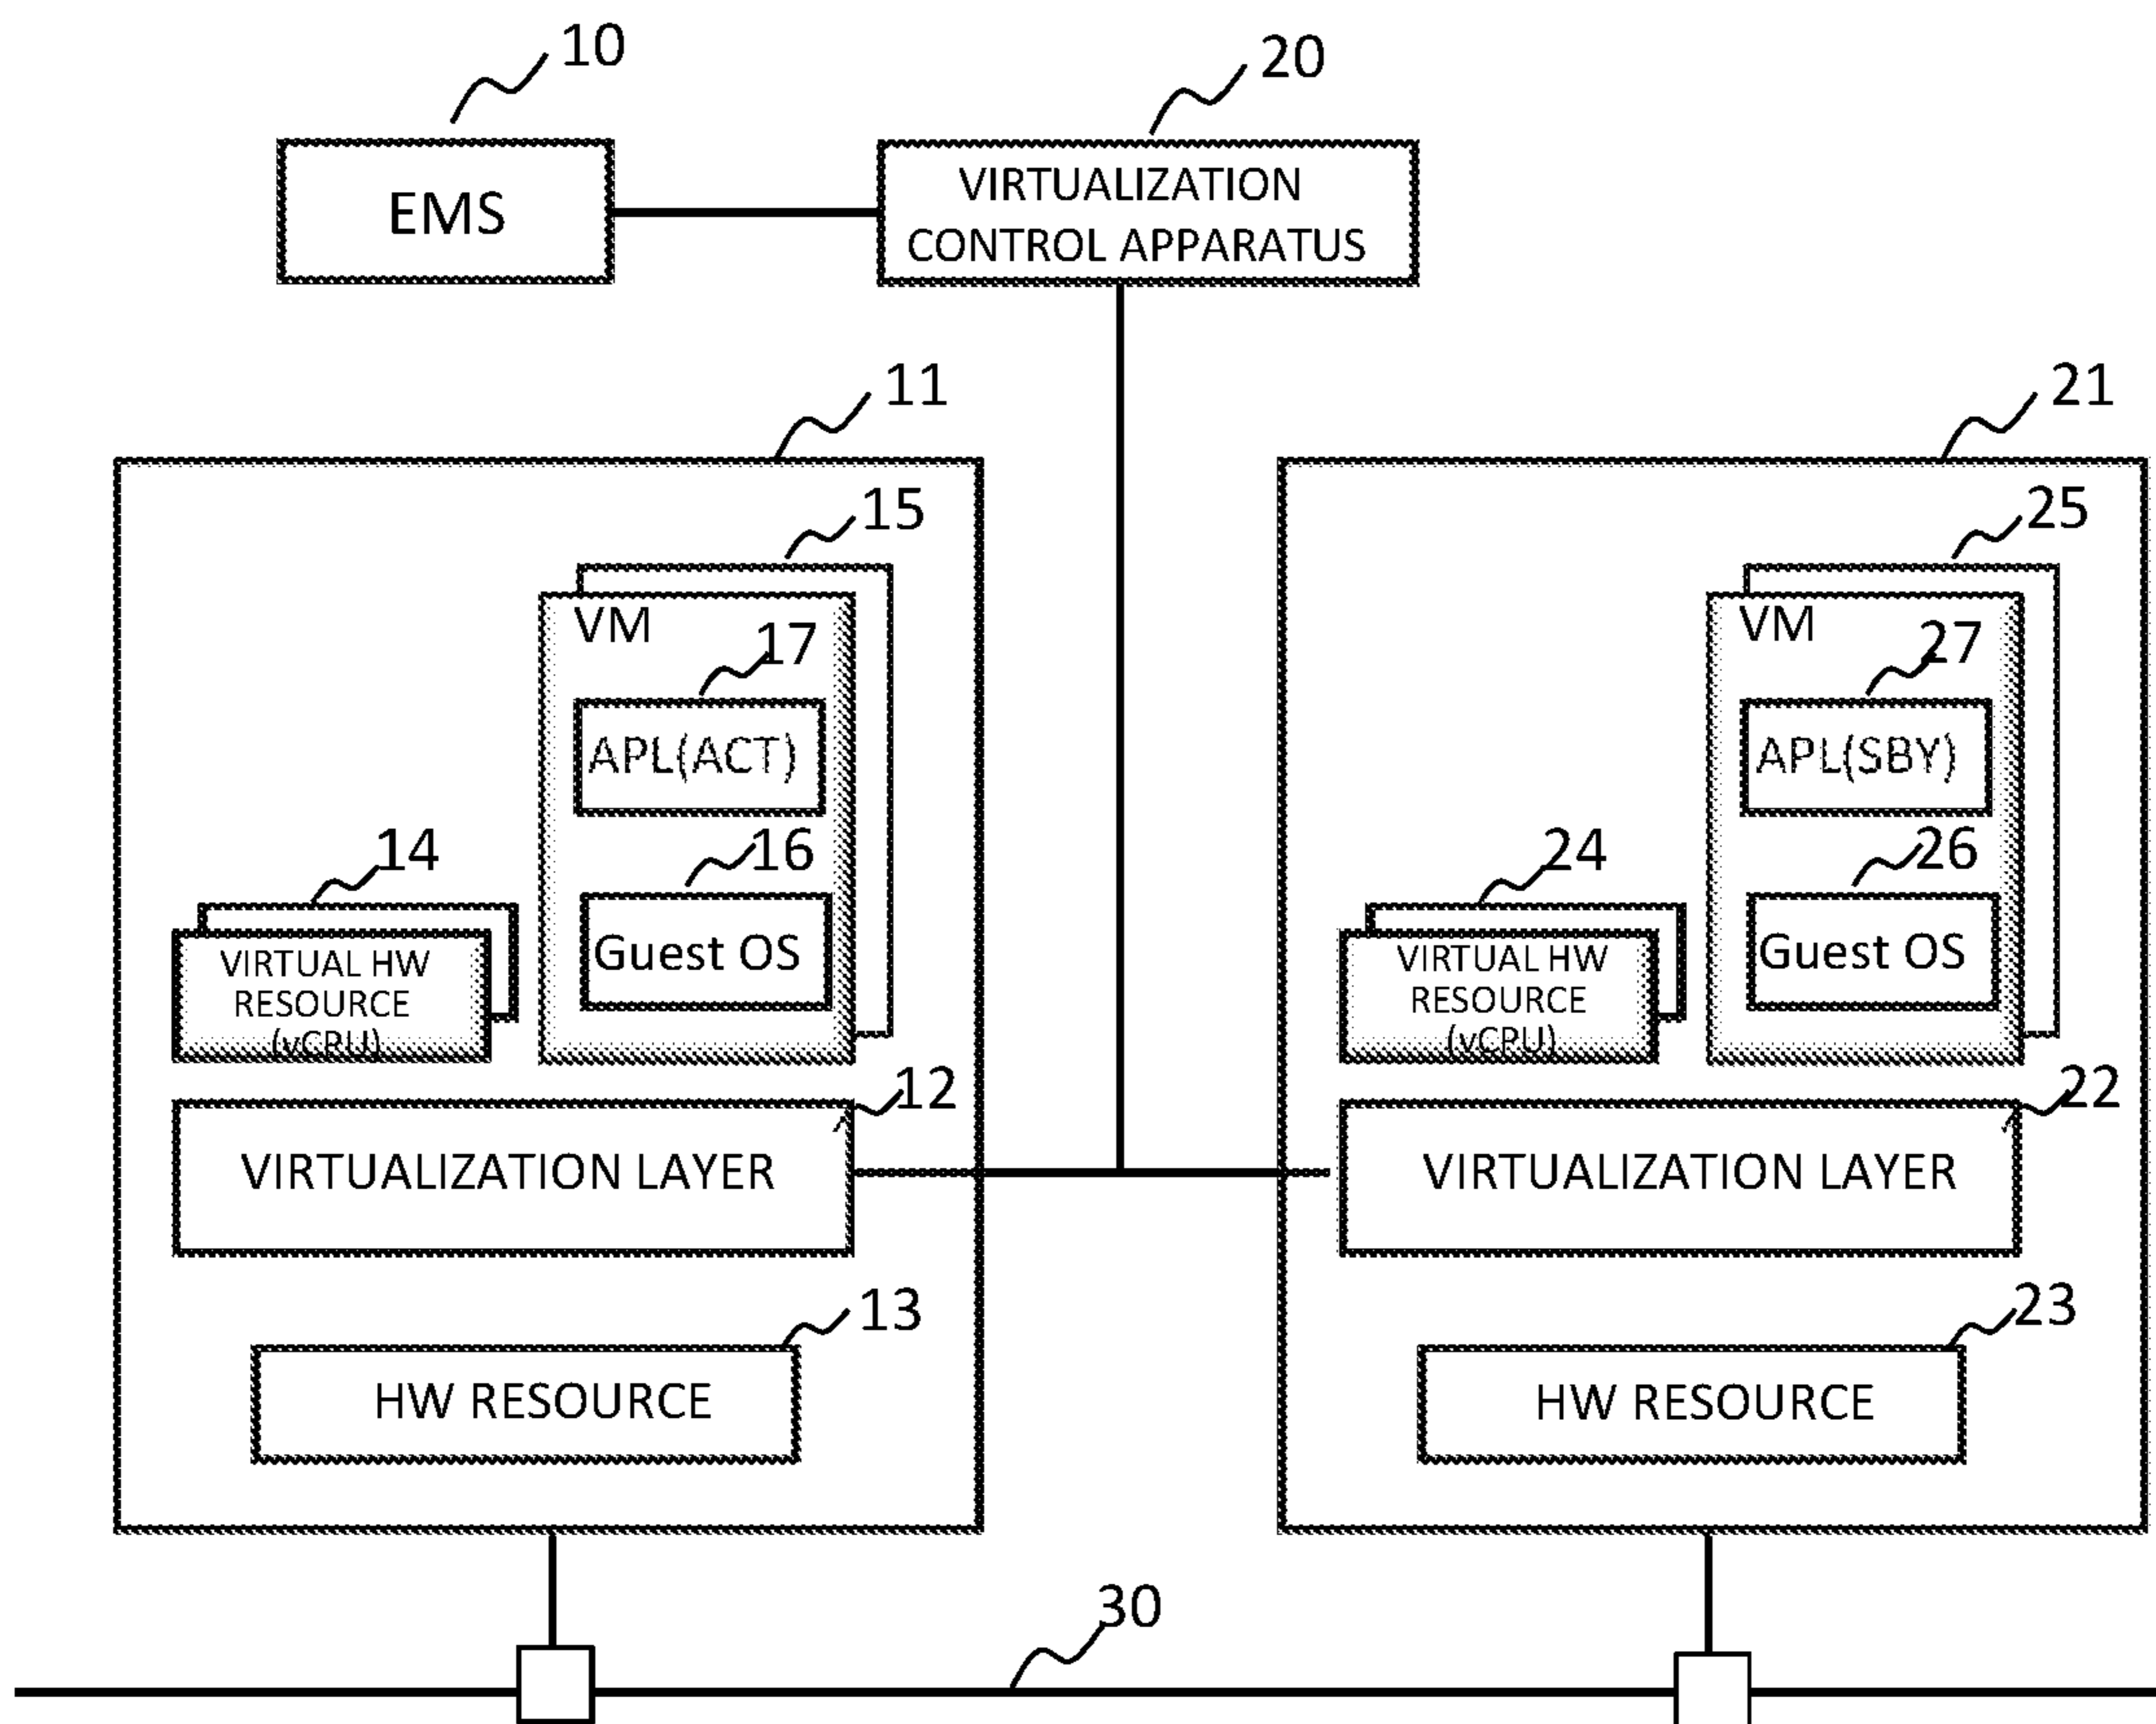 10
20
EMS
VIRTUALIZATION
CONTROL APPARATUS
11
21
15
25
VM
17
APL(ACT)
VM
27
APL(SBY)
14
16
24
26
VIRTUAL HW
RESOURCE
(vCPU)
Guest OS
VIRTUAL HW
RESOURCE
(vCPU)
Guest OS
12
22
VIRTUALIZATION LAYER
VIRTUALIZATION LAYER
13
23
HW RESOURCE
HW RESOURCE
30